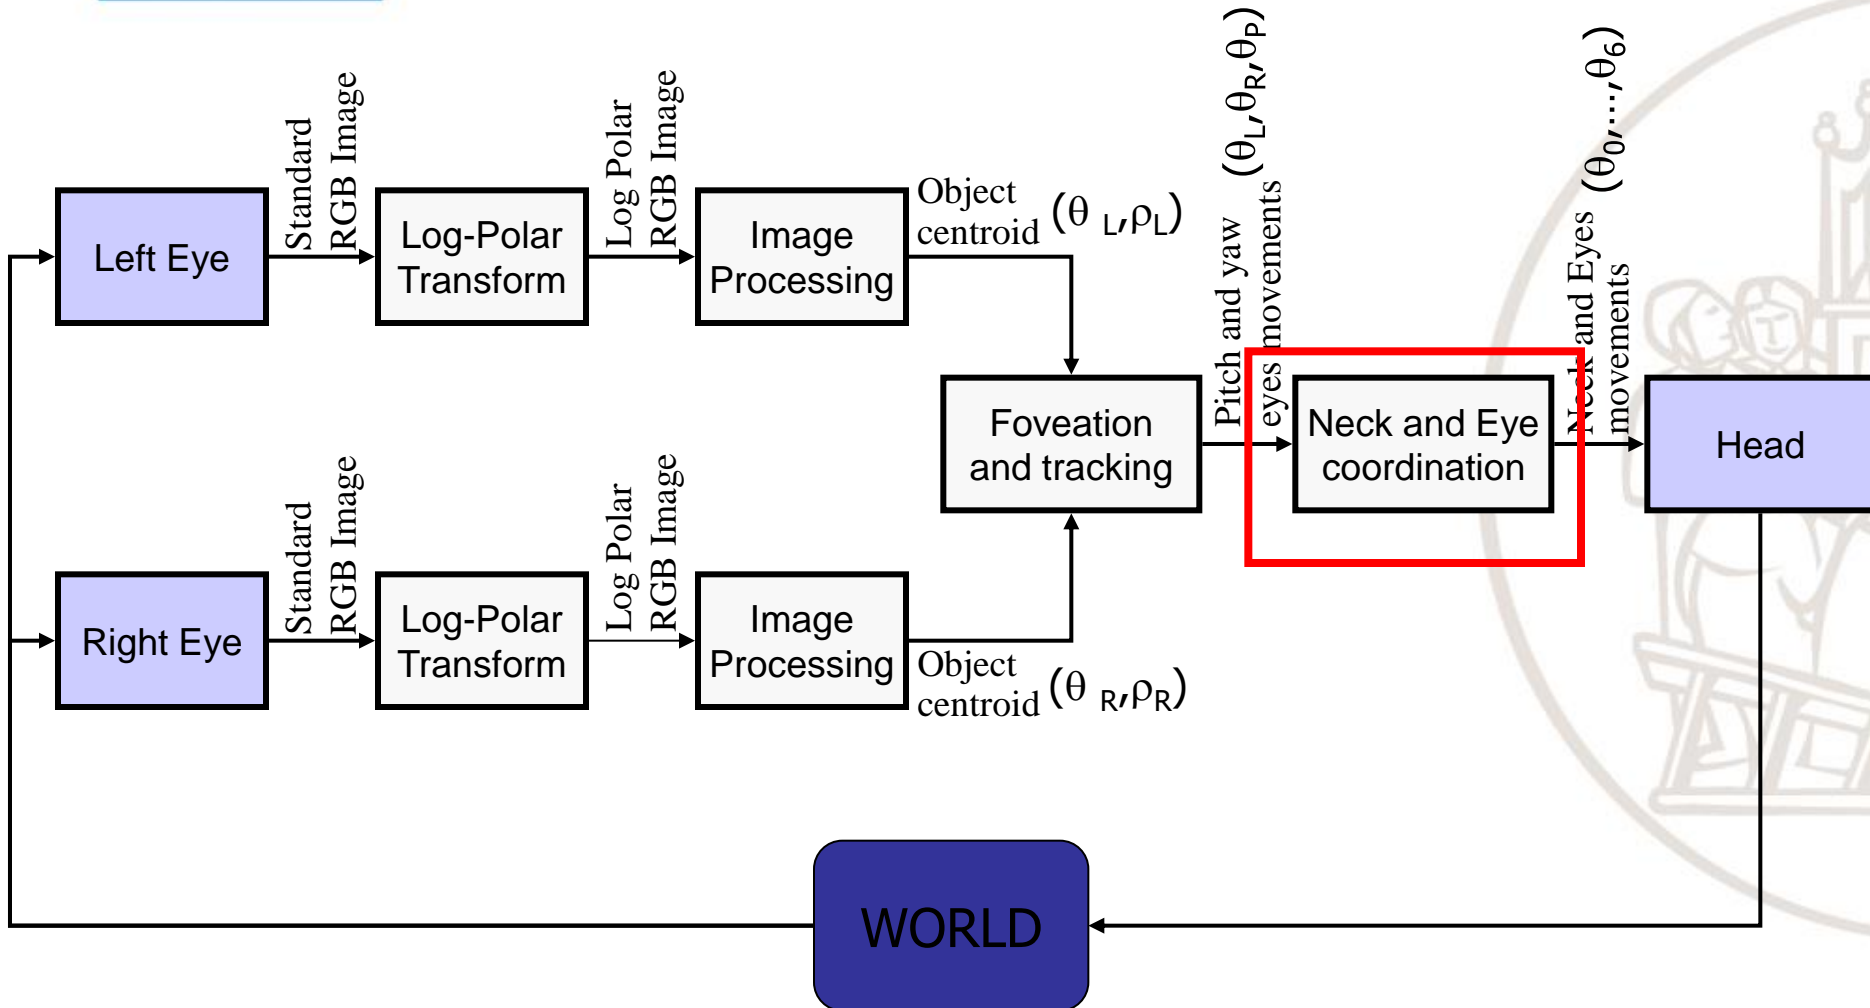 Left Eye
Standard
RGB Image
Log-Polar
Transform
Log Polar
RGB Image
Image
Processing
Object
centroid (θ L,ρL)
Right Eye
Standard
RGB Image
Log-Polar
Transform
Log Polar
RGB Image
Image
Processing
Object
centroid (θ R,ρR)
Foveation
and tracking
Pitch and yaw (θL,θR,θP)
eyes movements
Neck and Eye
coordination
Neck and Eyes (θ0,...,θ6)
movements
Head
WORLD